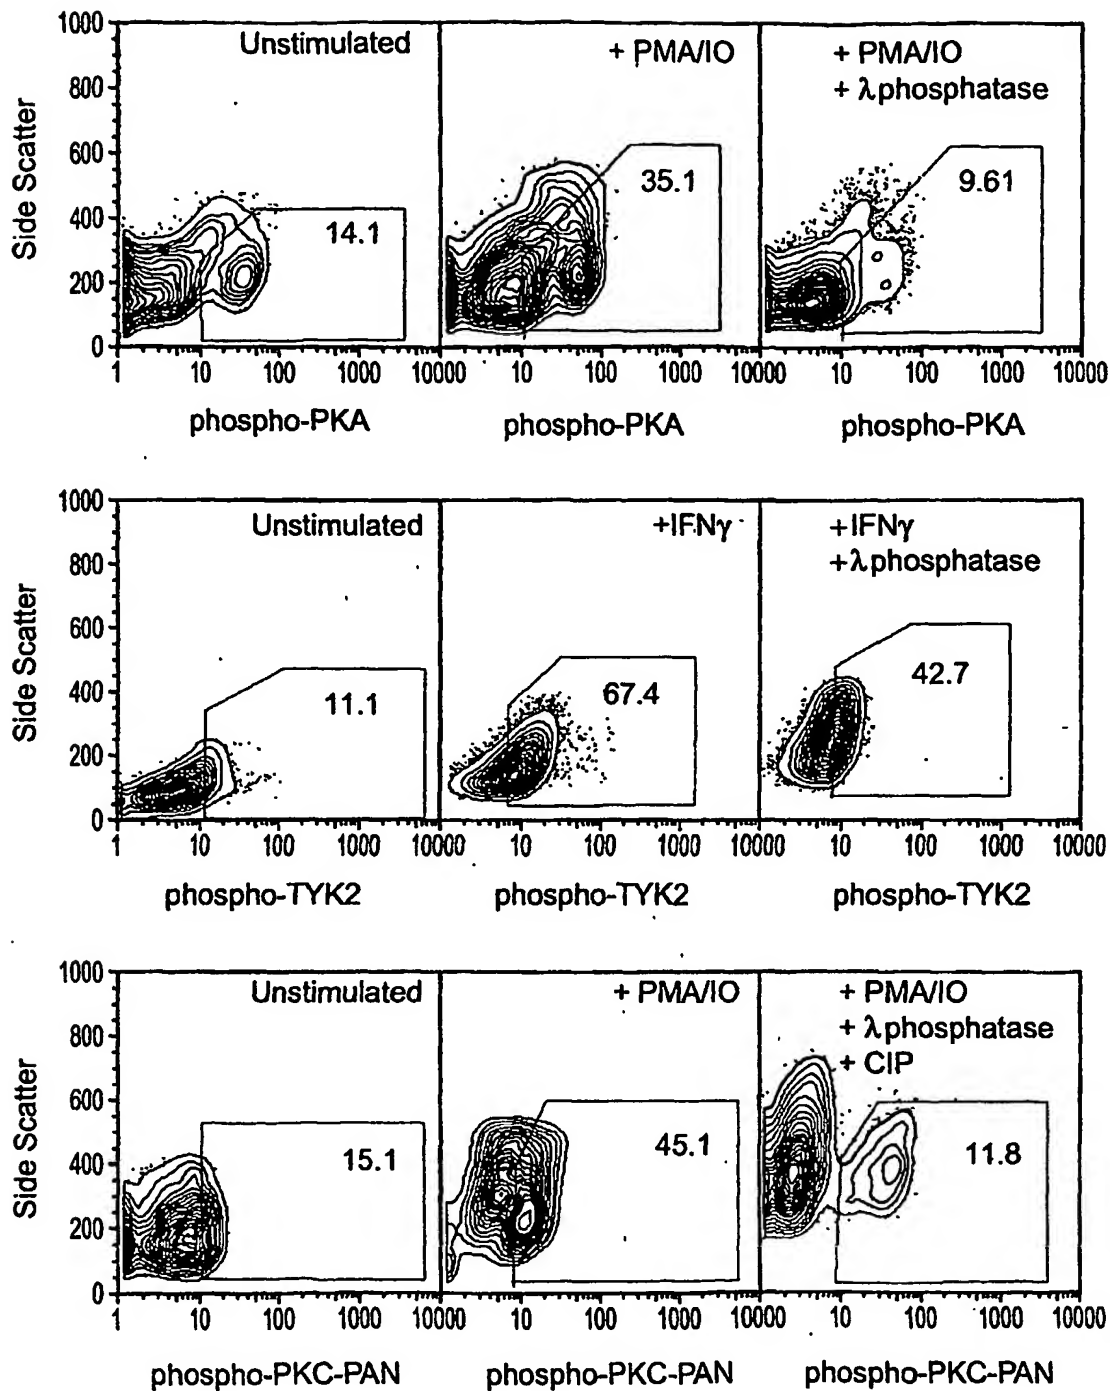 1000
800
600
400
200
0
Side Scatter
Unstimulated
14.1
+ PMA/IO
35.1
+ PMA/IO
+ λphosphatase
9.61
1 10 100 1000 10000 10 100 1000 10000 10 100 1000 10000
phospho-PKA phospho-PKA phospho-PKA
1000
800
600
400
200
0
Side Scatter
Unstimulated
11.1
+IFNγ
67.4
+IFNγ
+λphosphatase
42.7
1 10 100 1000 10000 10 100 1000 10000 10 100 1000 10000
phospho-TYK2 phospho-TYK2 phospho-TYK2
1000
800
600
400
200
0
Side Scatter
Unstimulated
15.1
+ PMA/IO
45.1
+ PMA/IO
+ λphosphatase
+ CIP
11.8
1 10 100 1000 10000 10 100 1000 10000 10 100 1000 10000
phospho-PKC-PAN phospho-PKC-PAN phospho-PKC-PAN